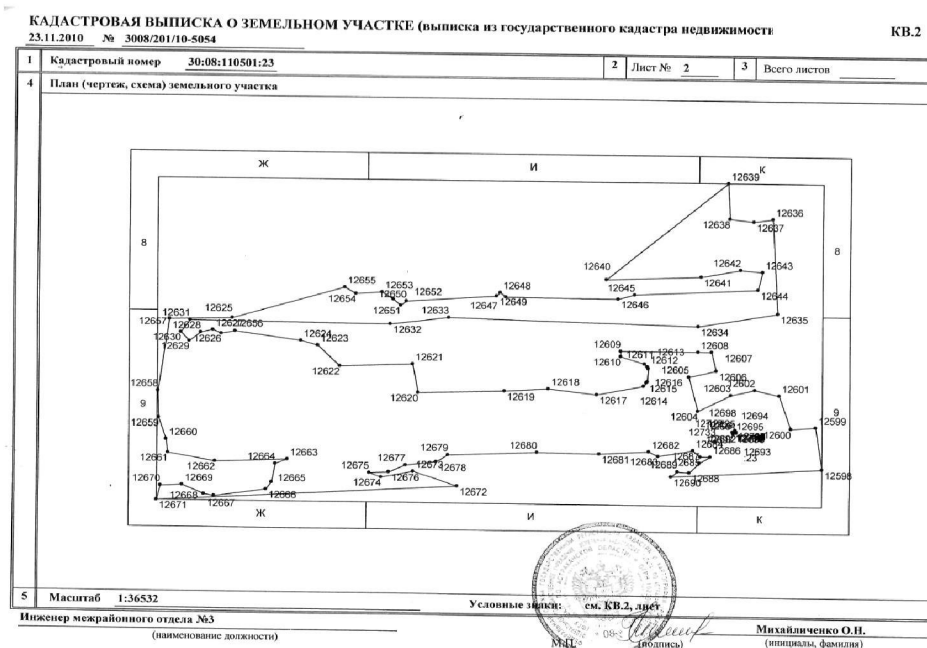 КАДАСТРОВАЯ ВЫПИСКА О ЗЕМЕЛЬНОМ УЧАСТКЕ (выписка из государственного кадастра недвижимости
КВ.2
23.11.2010 № 3008/201/10-5054
1 Кадастровый номер 30:08:110501:23 2 Лист № 2 3 Всего листов
4 План (чертеж, схема) земельного участка
Ж И К
12639
12638 12637 12636
8 8
12640 12641 12642 12643
12655 12653 12648 12645 12644
12654 12650 12652 12647 12649 12646
12651
12657 12631 12625 12633 12635
12632 12634
12628 12656
12630 12626 12624
12629 12623
12609 12611 12613 12608
12622 12621 12610 12612 12607
12605 12606
12658 12618 12616 12603 12602 12601
12620 12619 12617 12615
12614
9 9
12659 12604 12698 12694 12599
12695 12600
12660
12679 12680 12682
12662 12664 12663 12681 12686 12693
23
12675 12677 12678
12670 12669 12665 12674 12676 12689 12688 12598
12690
12668 12672
12671 12667
Ж И К
5 Масштаб 1:36532 Условные знаки: см. КВ.2, лист
Инженер межрайонного отдела №3
(наименование должности)
М.П. (подпись)
Михайличенко О.Н.
(инициалы, фамилия)